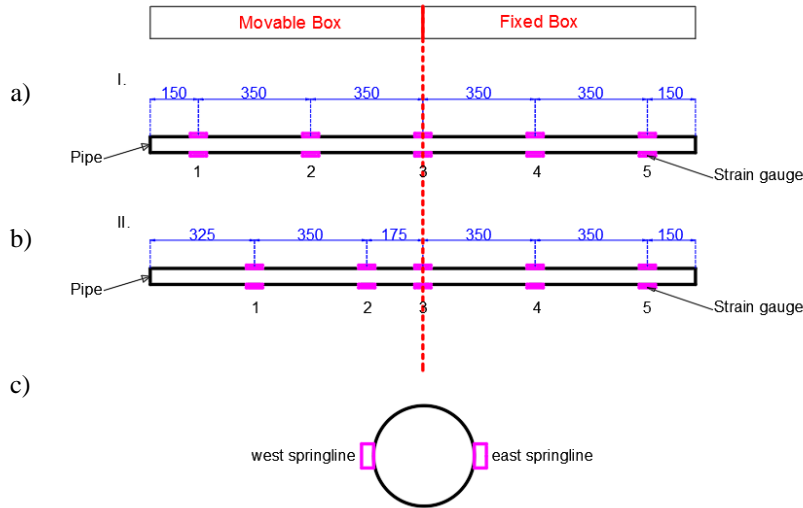 Movable Box Fixed Box
a) I.
150 350 350 350 350 150
Pipe
1 2 3 4 5
Strain gauge
b) II.
325 350 175 350 350 150
Pipe
1 2 3 4 5
Strain gauge
c)
west springline east springline